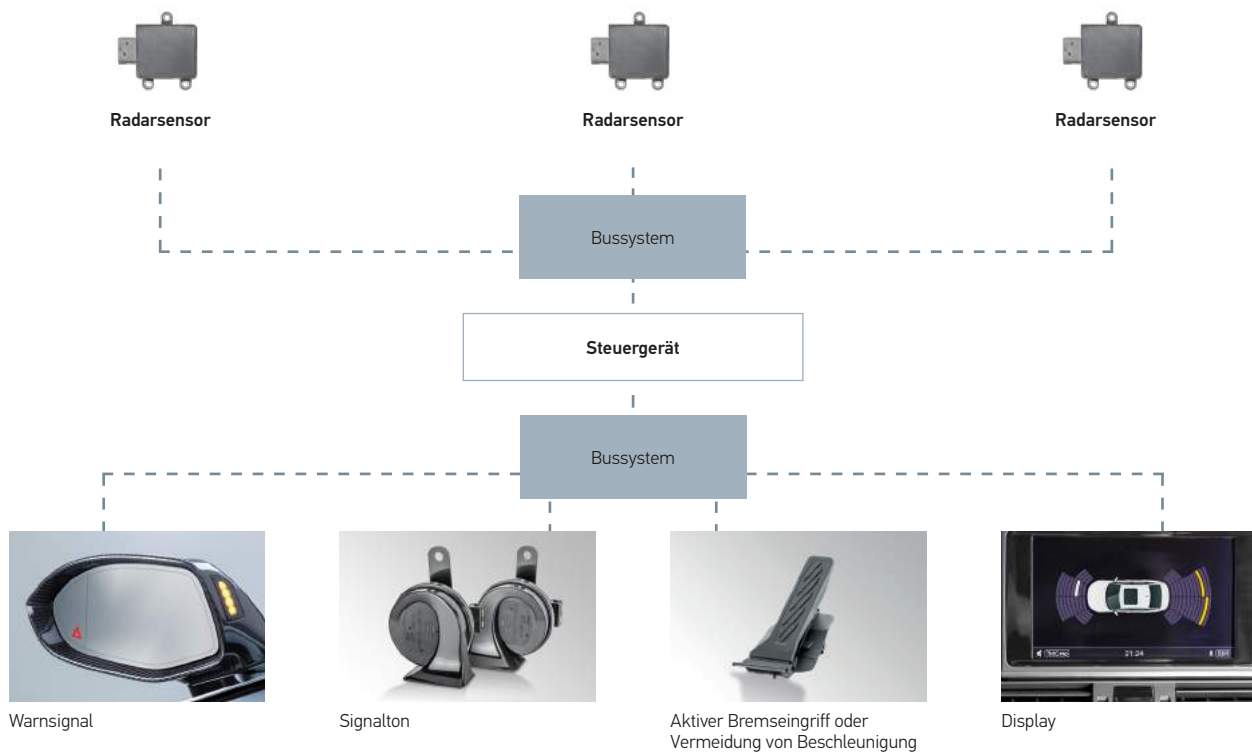 Radarsensor
Radarsensor
Radarsensor
Bussystem
Steuergerät
Bussystem
21:24
Warnsignal
Signalton
Aktiver Bremseingriff oder
Vermeidung von Beschleunigung
Display